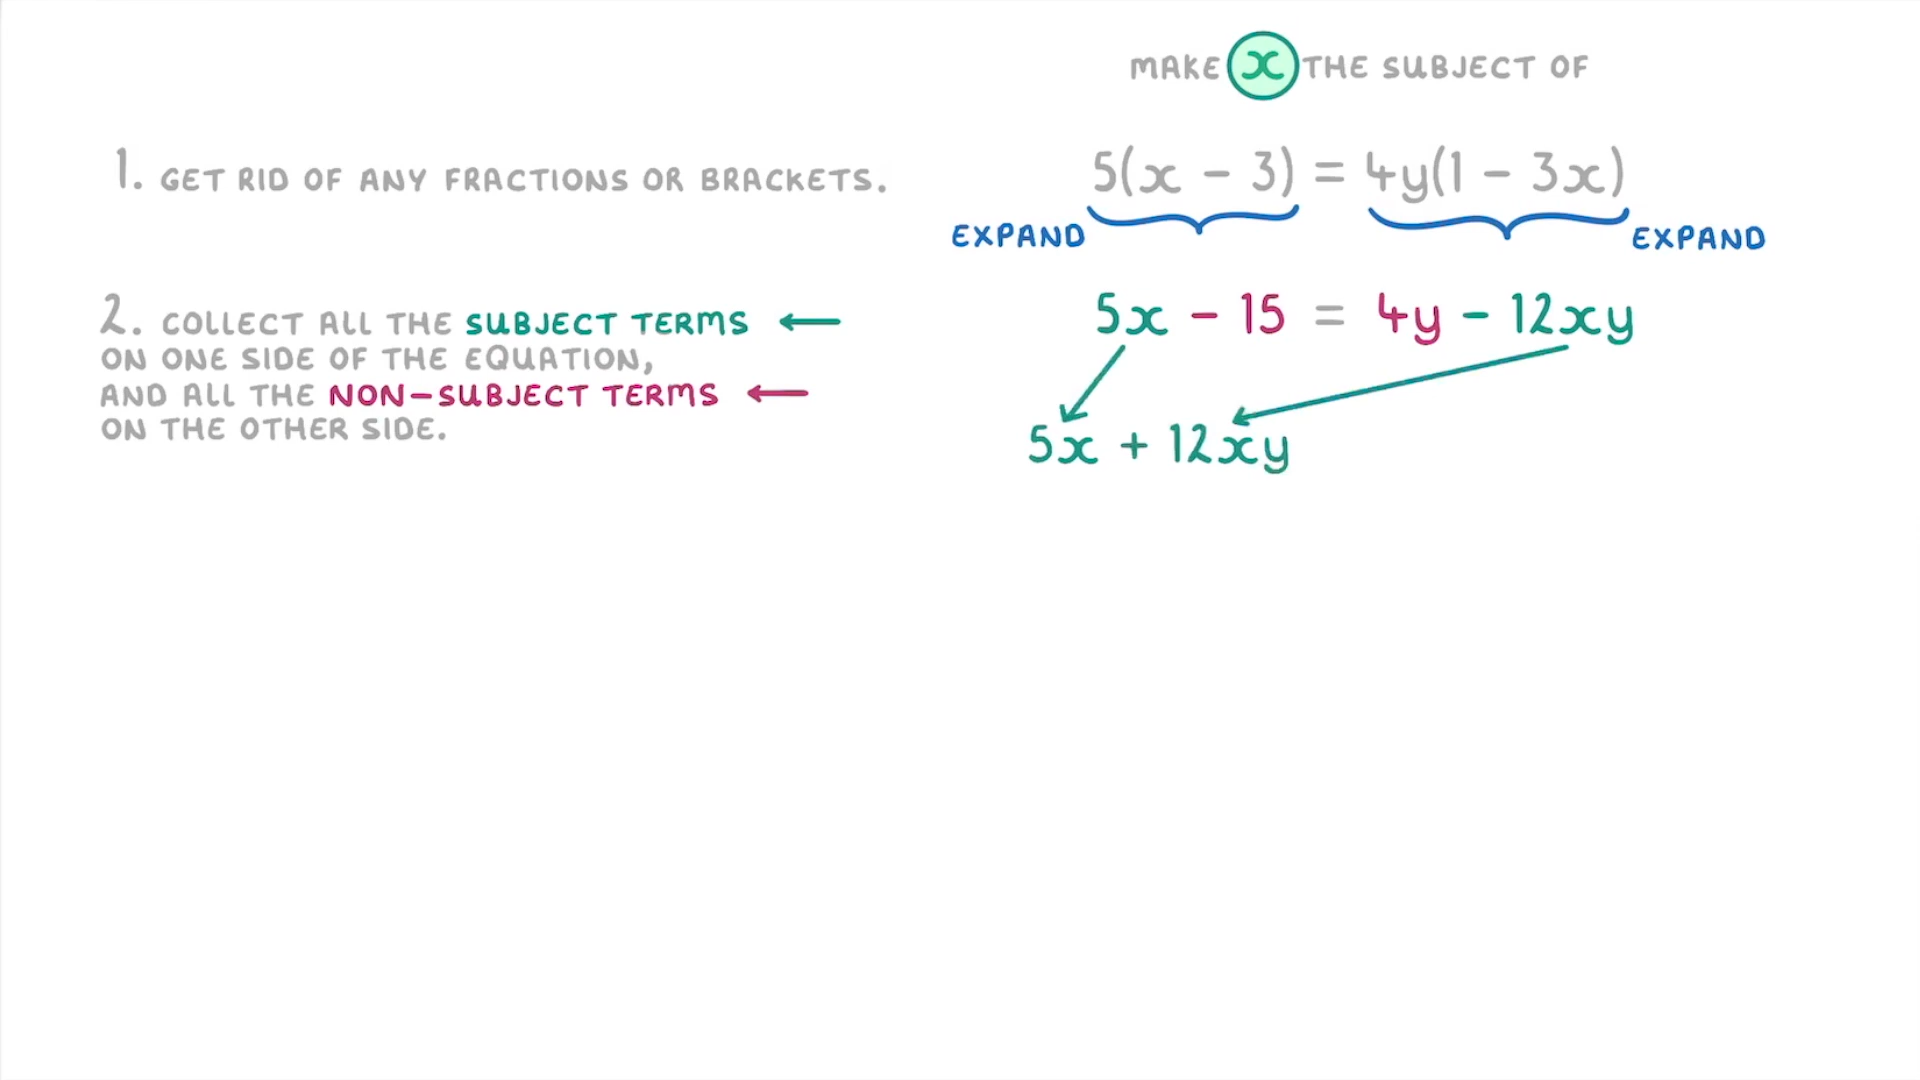 MAKE x THE SUBJECT OF
1. GET RID OF ANY FRACTIONS OR BRACKETS.
5(x − 3) = 4y(1 − 3x)
EXPAND
EXPAND
2. COLLECT ALL THE SUBJECT TERMS ←
ON ONE SIDE OF THE EQUATION,
AND ALL THE NON-SUBJECT TERMS ←
ON THE OTHER SIDE.
5x − 15 = 4y − 12xy
5x + 12xy